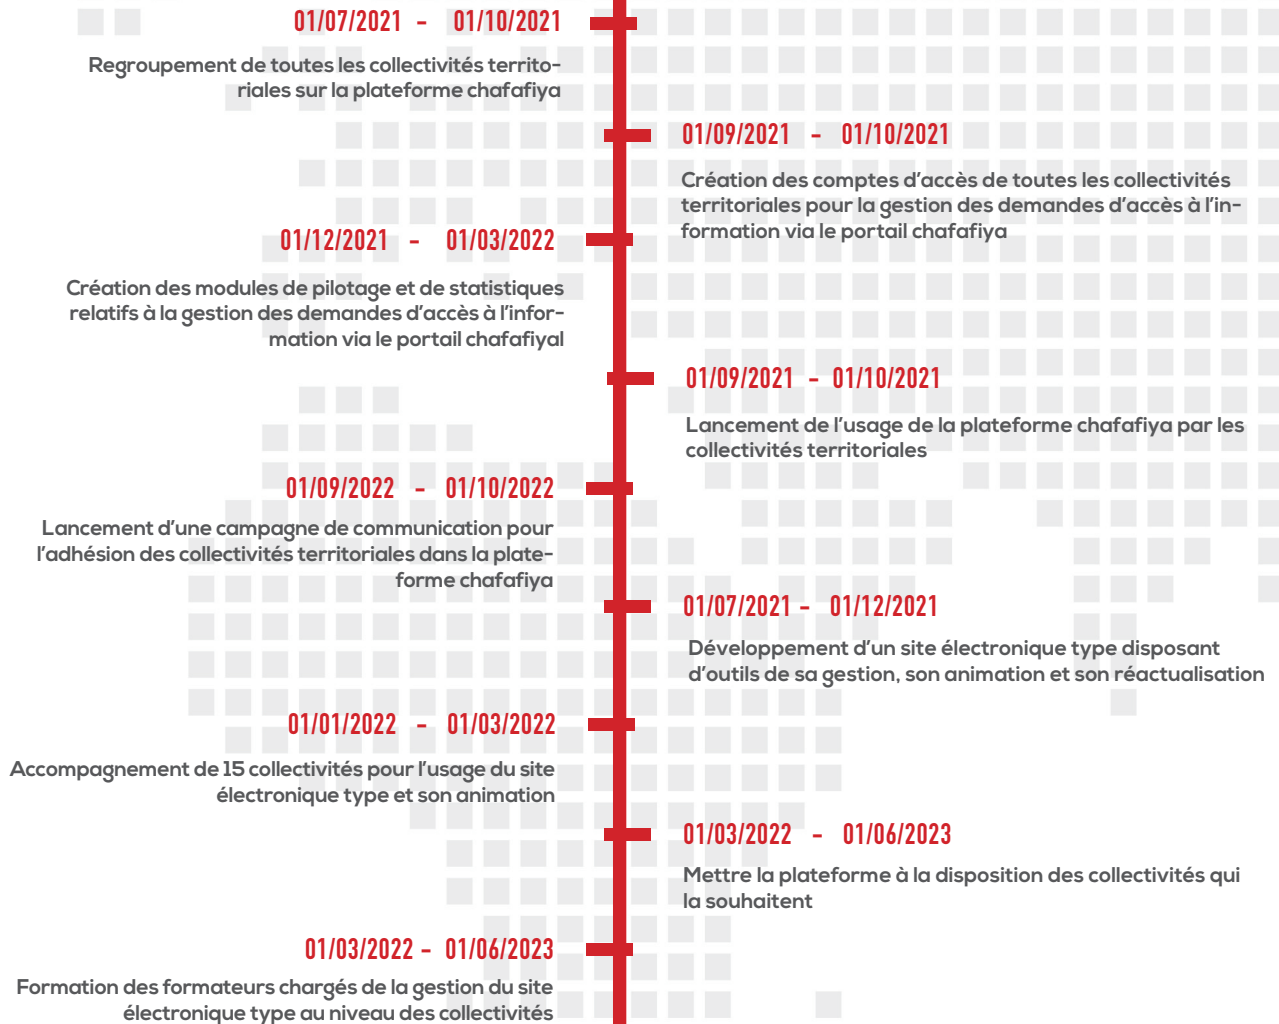 01/07/2021 - 01/10/2021
Regroupement de toutes les collectivités territo-
riales sur la plateforme chafafiya
01/09/2021 - 01/10/2021
Création des comptes d'accès de toutes les collectivités
territoriales pour la gestion des demandes d'accès à l'in-
formation via le portail chafafiya
01/12/2021 - 01/03/2022
Création des modules de pilotage et de statistiques
relatifs à la gestion des demandes d'accès à l'infor-
mation via le portail chafafiyal
01/09/2021 - 01/10/2021
Lancement de l'usage de la plateforme chafafiya par les
collectivités territoriales
01/09/2022 - 01/10/2022
Lancement d'une campagne de communication pour
l'adhésion des collectivités territoriales dans la plate-
forme chafafiya
01/07/2021 - 01/12/2021
Développement d'un site électronique type disposant
d'outils de sa gestion, son animation et son réactualisation
01/01/2022 - 01/03/2022
Accompagnement de 15 collectivités pour l'usage du site
électronique type et son animation
01/03/2022 - 01/06/2023
Mettre la plateforme à la disposition des collectivités qui
la souhaitent
01/03/2022 - 01/06/2023
Formation des formateurs chargés de la gestion du site
électronique type au niveau des collectivités